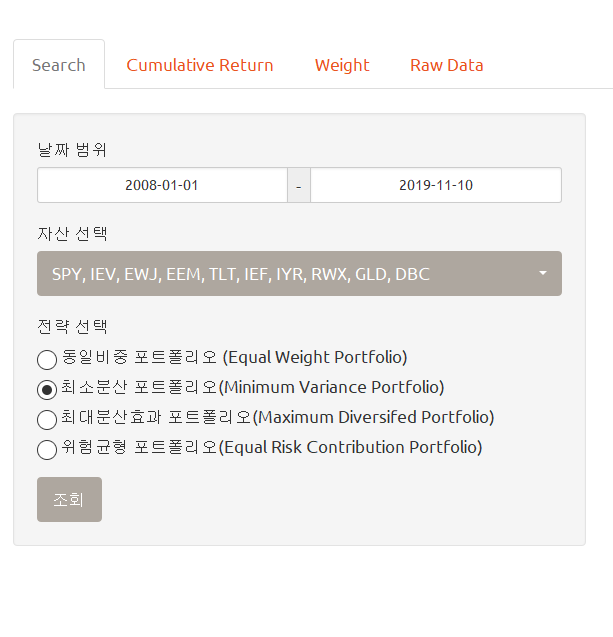 Search Cumulative Return Weight Raw Data
날짜 범위
2008-01-01 - 2019-11-10
자산 선택
SPY, IEV, EWJ, EEM, TLT, IEF, IYR, RWX, GLD, DBC
전략 선택
동일비중 포트폴리오 (Equal Weight Portfolio)
최소분산 포트폴리오(Minimum Variance Portfolio)
최대분산효과 포트폴리오(Maximum Diversifed Portfolio)
위험균형 포트폴리오(Equal Risk Contribution Portfolio)
조회